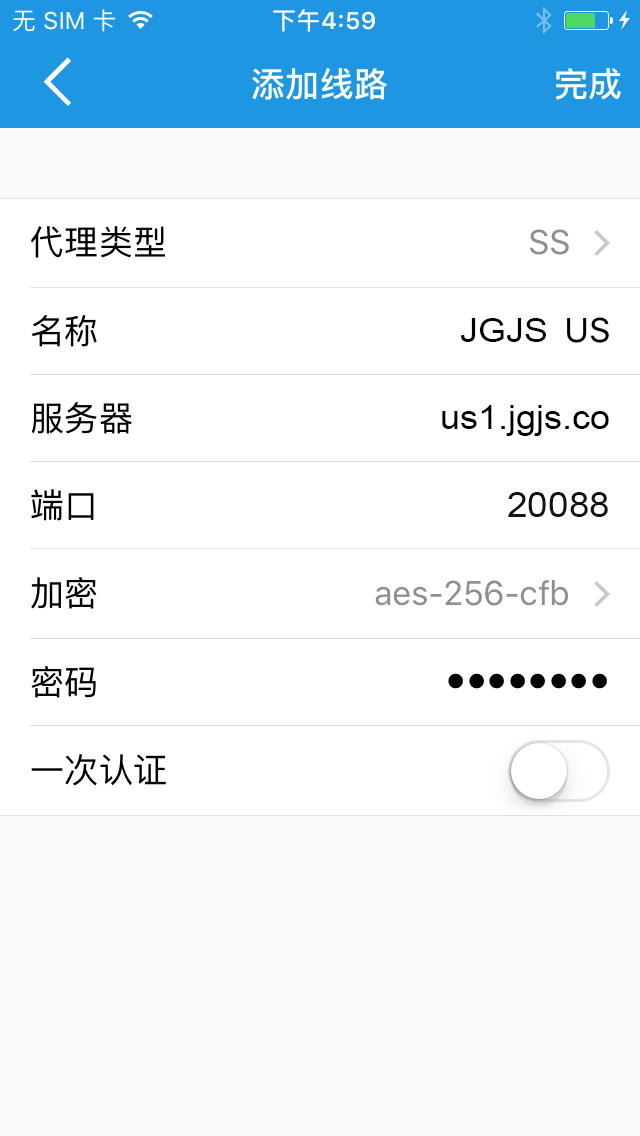 无 SIM 卡 下午4:59
添加线路 完成
代理类型 SS
名称 JGJS US
服务器 us1.jgjs.co
端口 20088
加密 aes-256-cfb
密码 ●●●●●●●●
一次认证